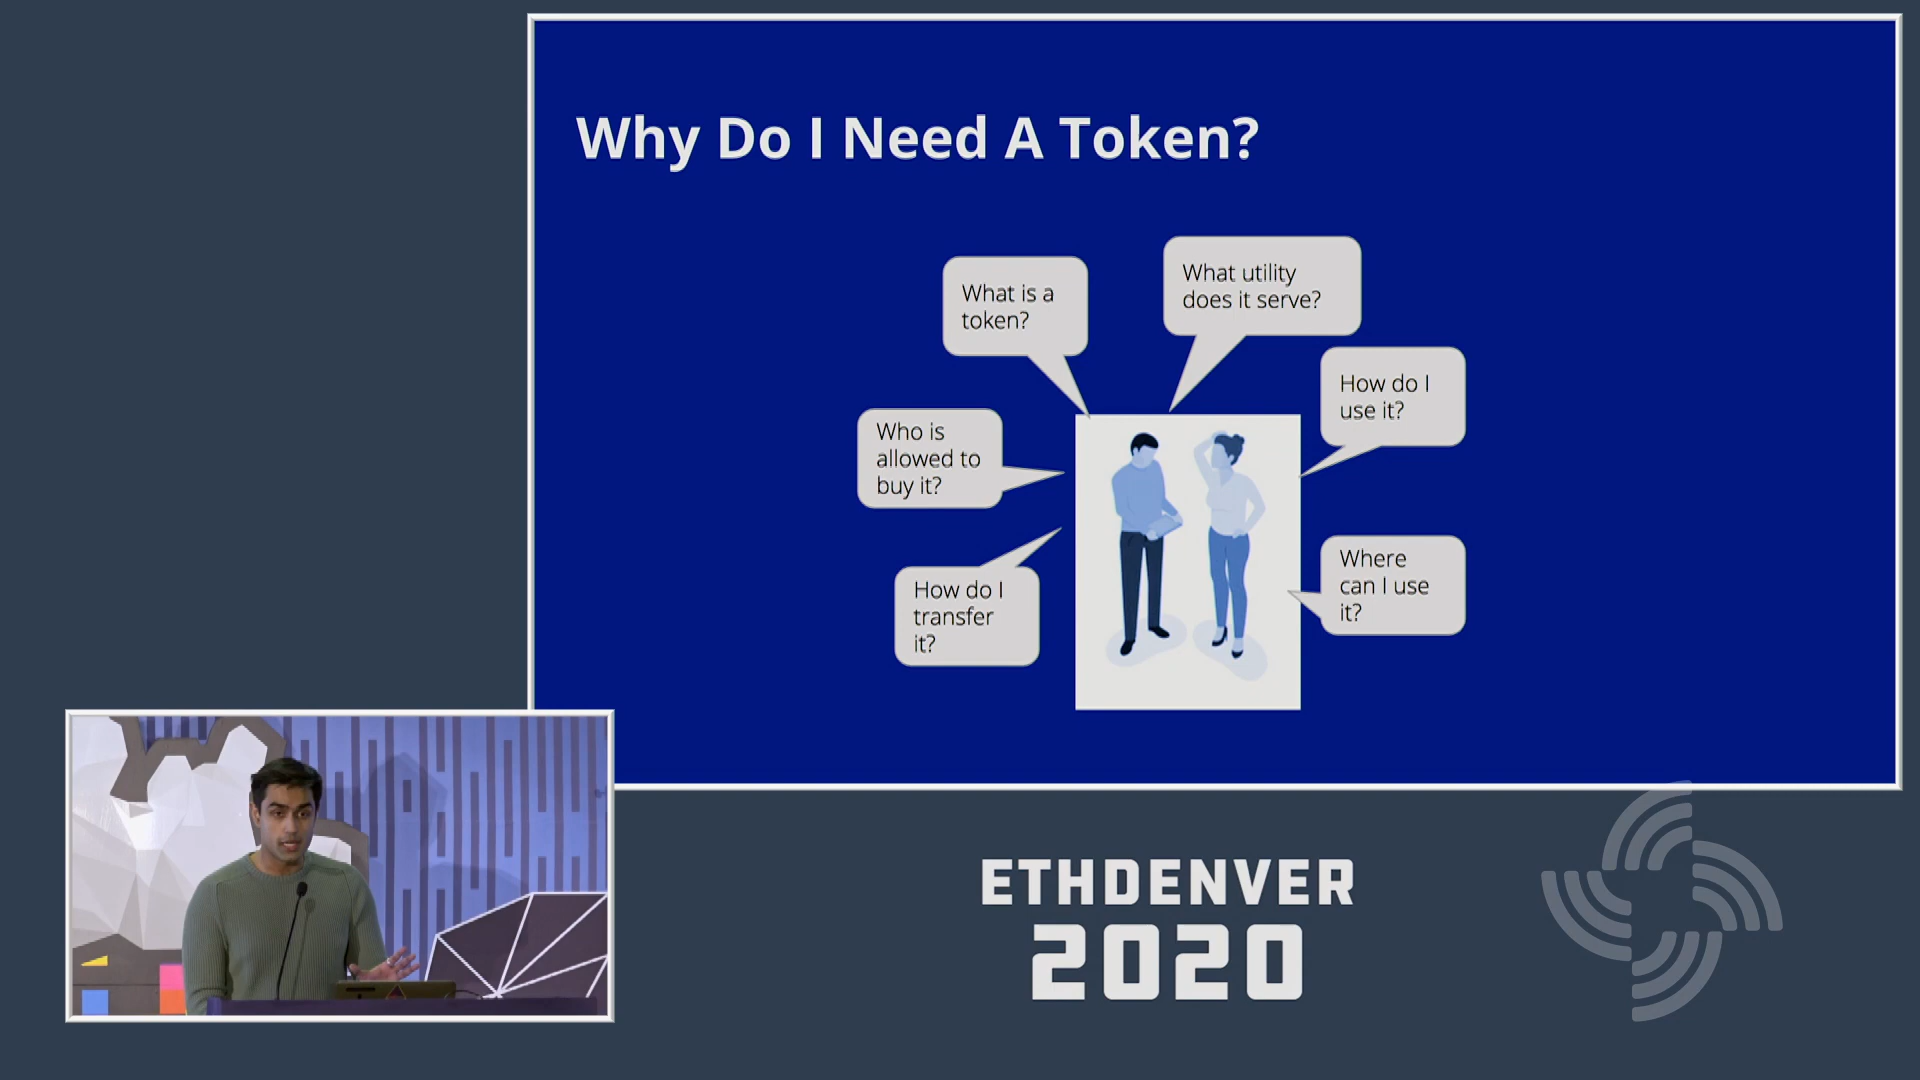 Why Do I Need A Token?
What is a
token?
What utility
does it serve?
How do I
use it?
Who is
allowed to
buy it?
How do I
transfer
it?
Where
can I use
it?
ETHDENVER
2020